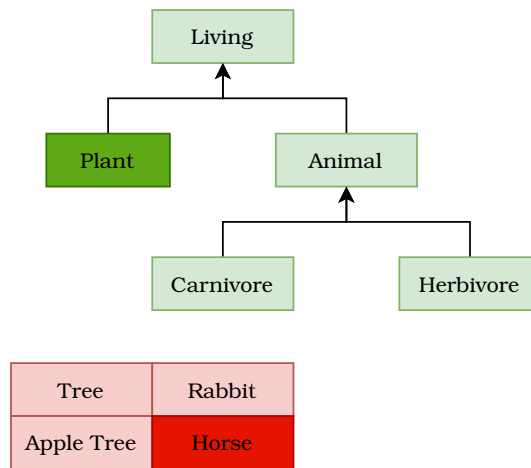 Living
Plant
Animal
Carnivore
Herbivore
Tree
Rabbit
Apple Tree
Horse